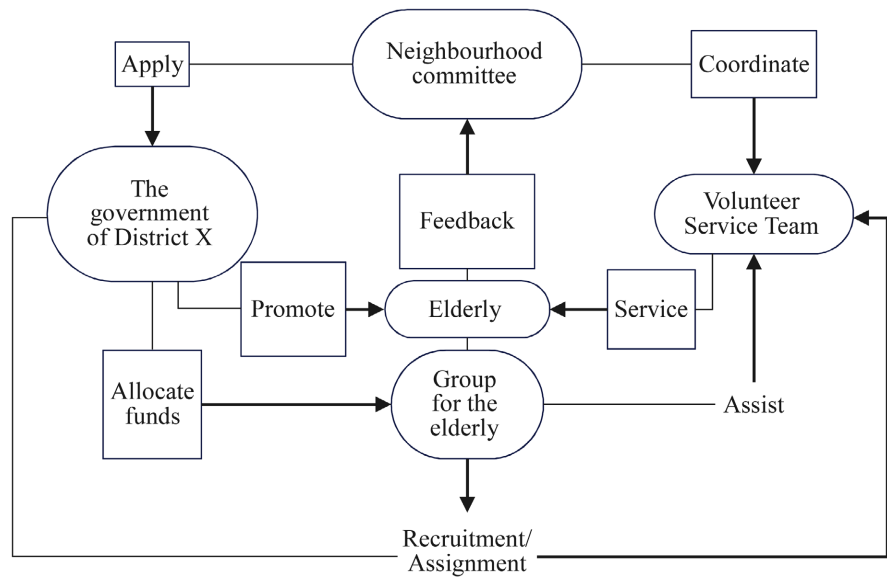 Neighbourhood
committee
Apply
Coordinate
The
government
of District X
Feedback
Volunteer
Service Team
Promote
Elderly
Service
Allocate
funds
Group
for the
elderly
Assist
Recruitment/
Assignment